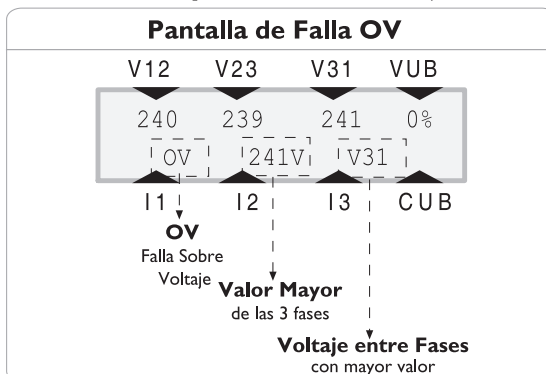 Pantalla de Falla OV
V12 V23 V31 VUB
240 239 241 0%
OV 241V V31
I1 I2 I3 CUB
OV
Falla Sobre
Voltaje
Valor Mayor
de las 3 fases
Voltaje entre Fases
con mayor valor